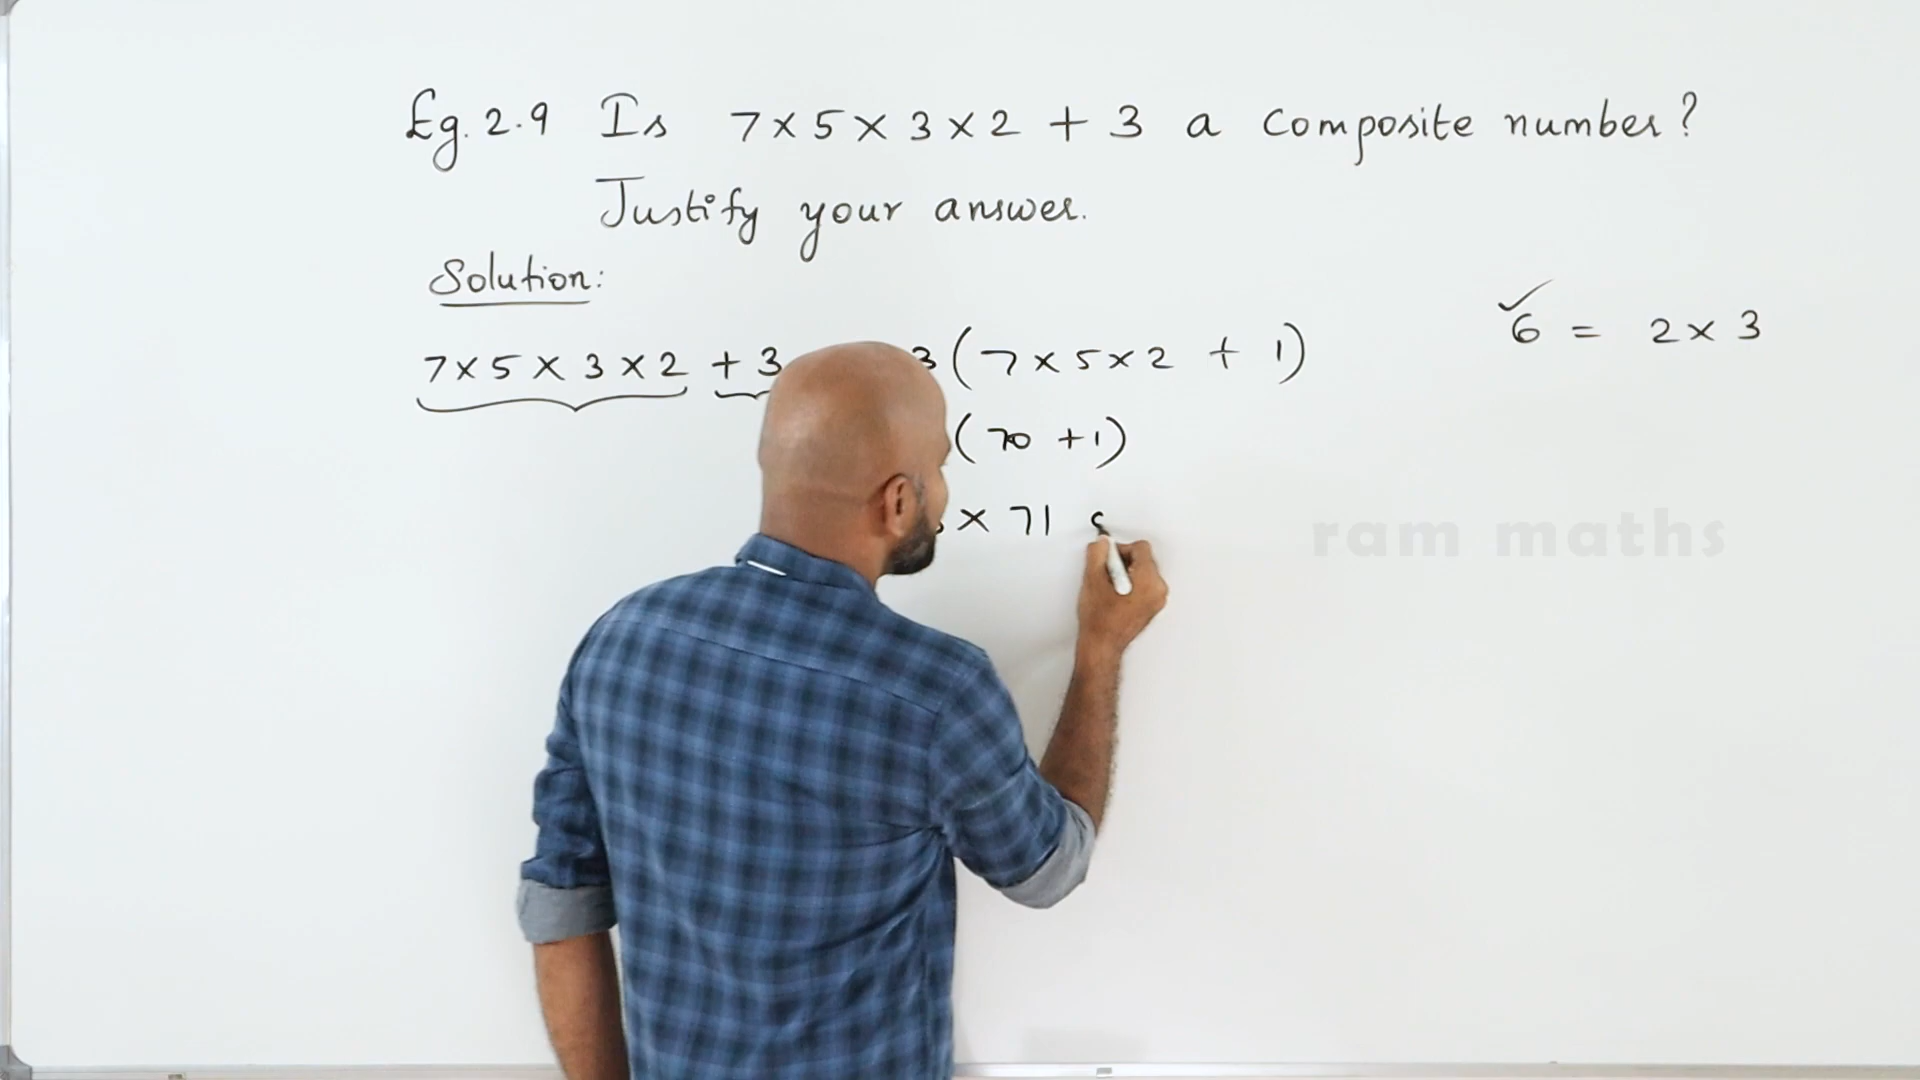 Eg. 2.9 Is 7×5×3×2 + 3 a composite number?
Justify your answer.
Solution:
7×5×3×2 + 3 3(7×5×2 + 1)
6 = 2×3
(70 +1)
× 71
ram maths